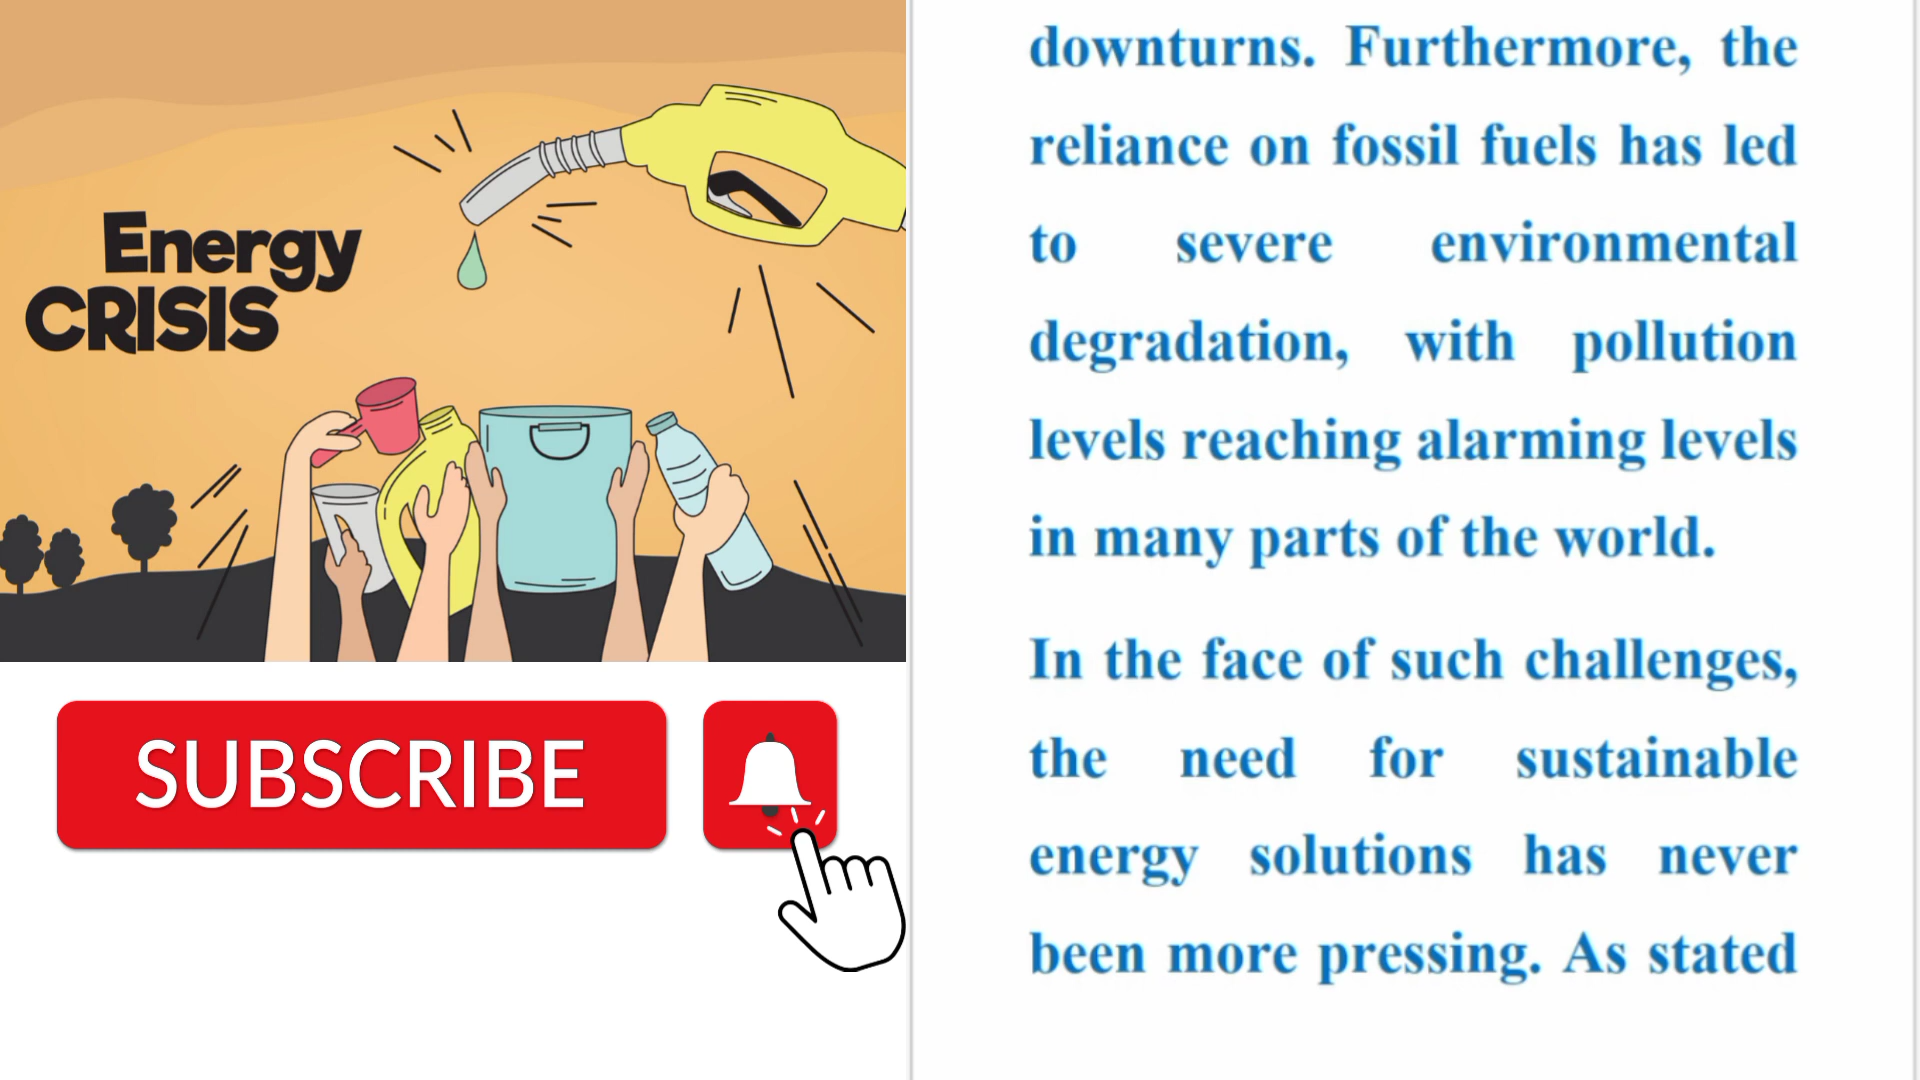 Energy
CRISIS
SUBSCRIBE
downturns. Furthermore, the
reliance on fossil fuels has led
to severe environmental
degradation, with pollution
levels reaching alarming levels
in many parts of the world.
In the face of such challenges,
the need for sustainable
energy solutions has never
been more pressing. As stated